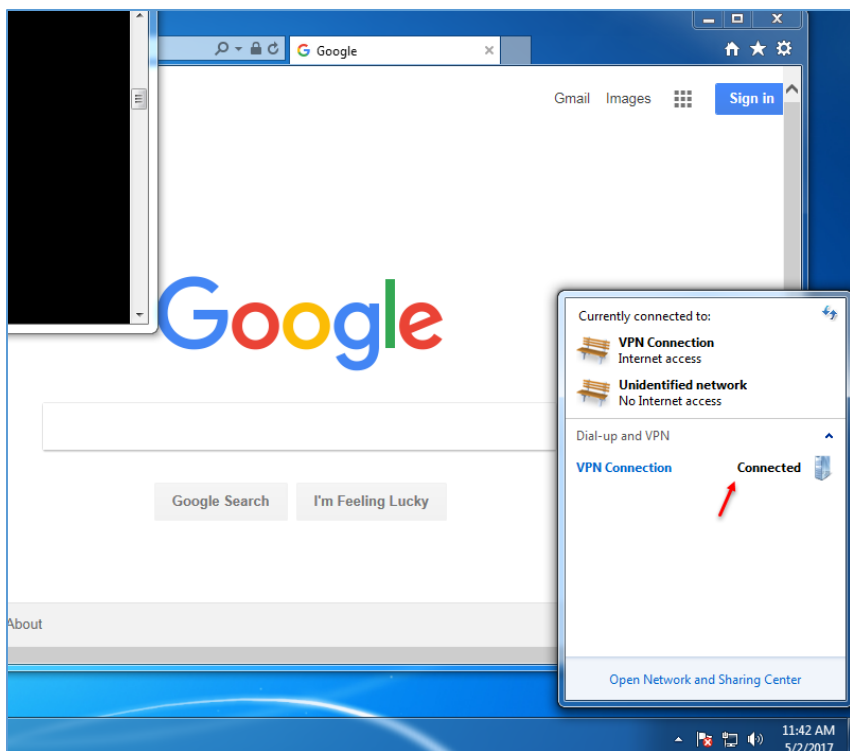 Google
Gmail Images Sign in
Google
Google Search I'm Feeling Lucky
About
Currently connected to:
VPN Connection
Internet access
Unidentified network
No Internet access
Dial-up and VPN
VPN Connection Connected
Open Network and Sharing Center
11:42 AM
5/2/2017